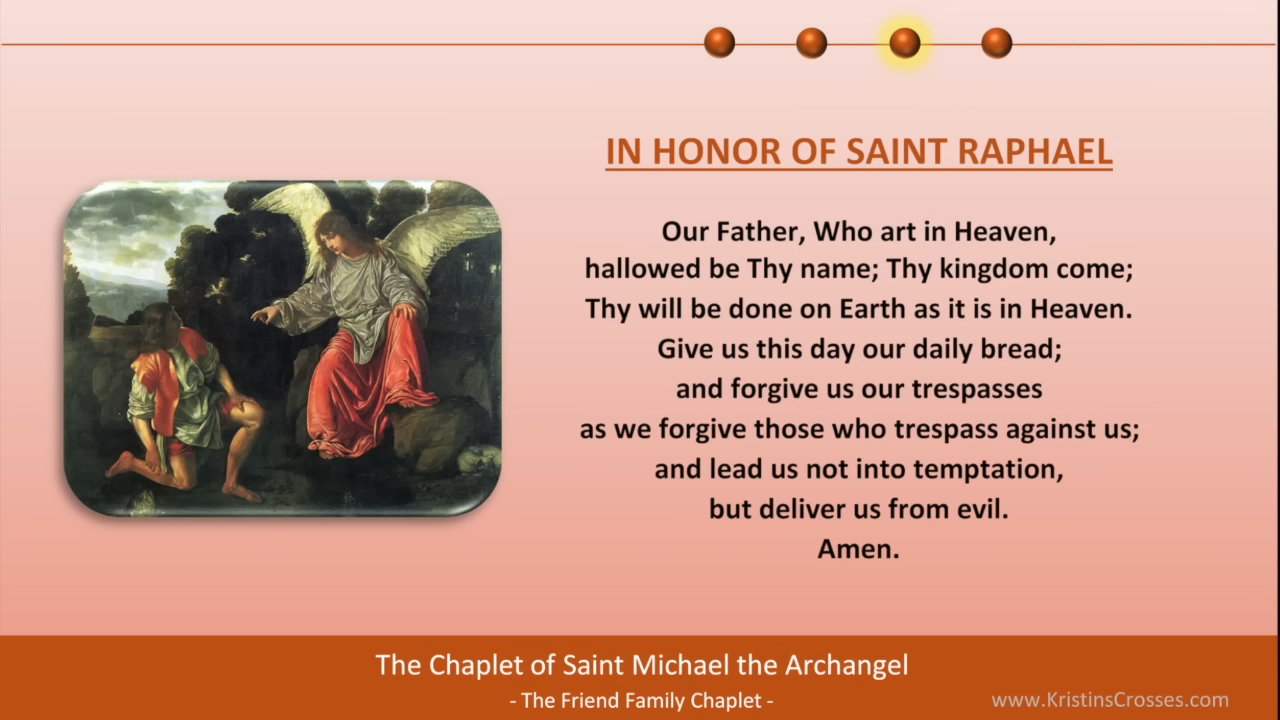 IN HONOR OF SAINT RAPHAEL
Our Father, Who art in Heaven,
hallowed be Thy name; Thy kingdom come;
Thy will be done on Earth as it is in Heaven.
Give us this day our daily bread;
and forgive us our trespasses
as we forgive those who trespass against us;
and lead us not into temptation,
but deliver us from evil.
Amen.
The Chaplet of Saint Michael the Archangel
- The Friend Family Chaplet -
www.KristinsCrosses.com